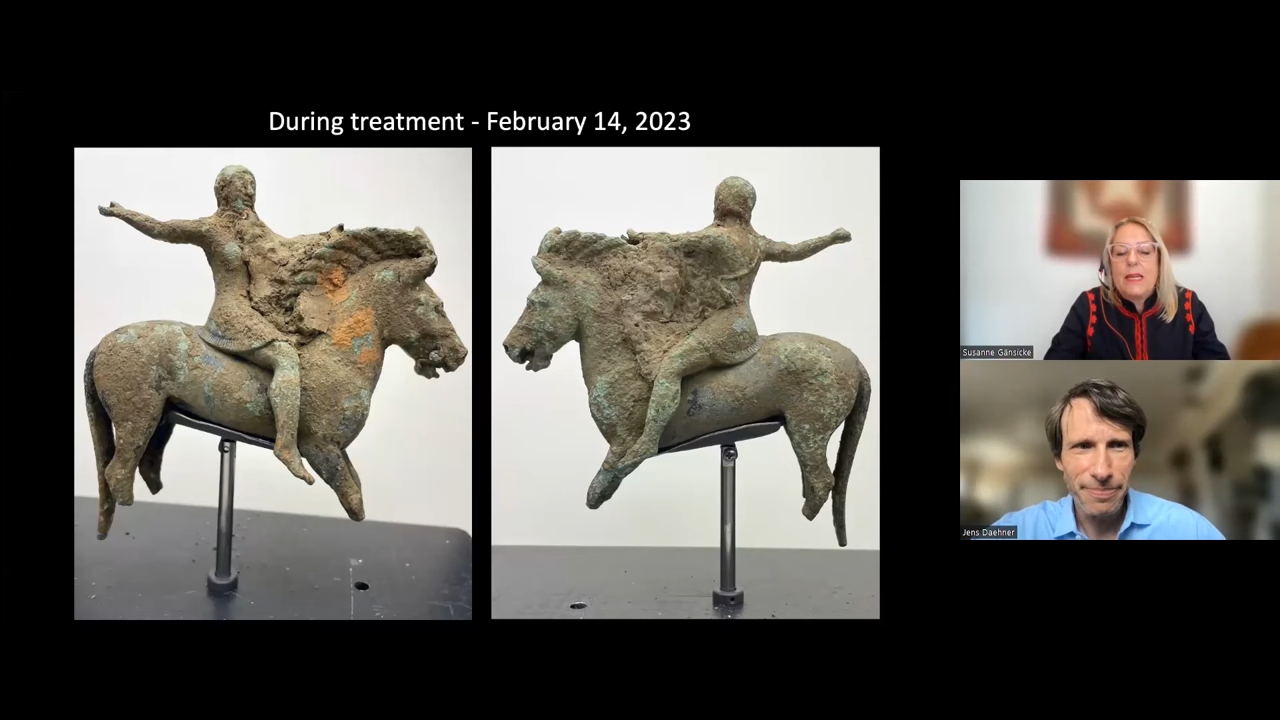 During treatment - February 14, 2023
Susanne Gänsicke
Jens Daehner